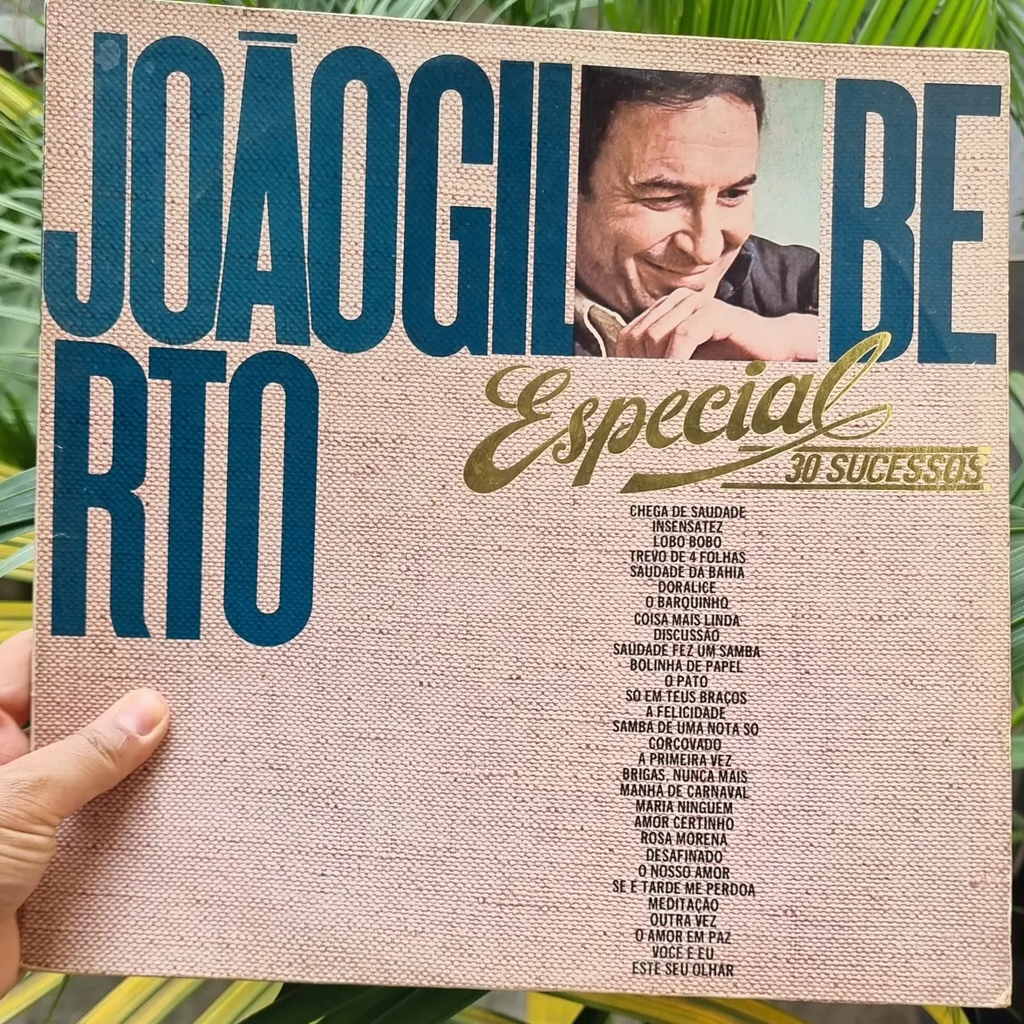 JOÃOGILBE
RTO
Especial
30 SUCESSOS
CHEGA DE SAUDADE
INSENSATEZ
LOBO BOBO
TREVO DE 4 FOLHAS
SAUDADE DA BAHIA
DORALICE
O BARQUINHO
COISA MAIS LINDA
DISCUSSÃO
SAUDADE FEZ UM SAMBA
BOLINHA DE PAPEL
O PATO
SÓ EM TEUS BRAÇOS
A FELICIDADE
SAMBA DE UMA NOTA SÓ
CORCOVADO
A PRIMEIRA VEZ
BRIGAS, NUNCA MAIS
MANHÃ DE CARNAVAL
MARIA NINGUEM
AMOR CERTINHO
ROSA MORENA
DESAFINADO
O NOSSO AMOR
SE É TARDE ME PERDOA
MEDITAÇÃO
OUTRA VEZ
O AMOR EM PAZ
VOCÊ E EU
ESTE SEU OLHAR